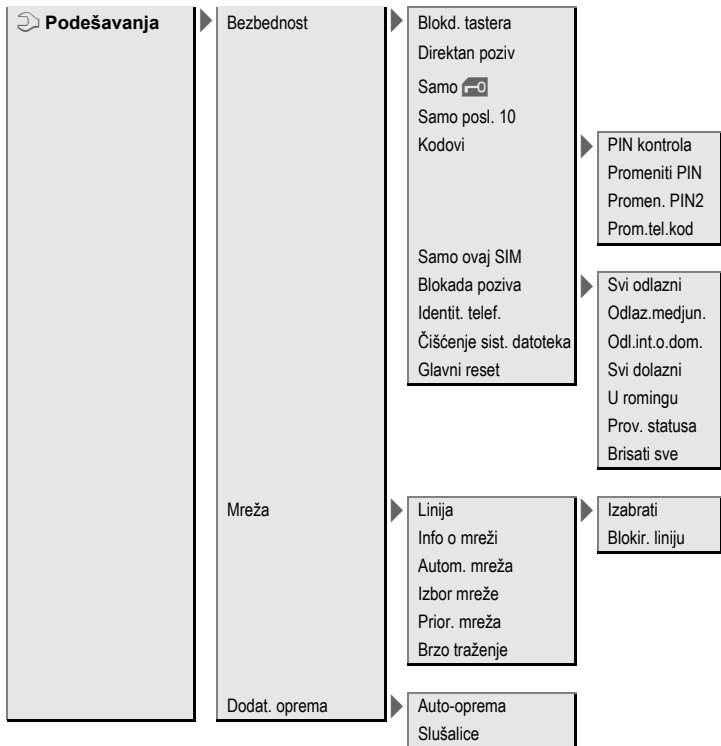 Podešavanja
Bezbednost
Blokd. tastera
Direktan poziv
Samo
Samo posl. 10
Kodovi
PIN kontrola
Promeniti PIN
Promen. PIN2
Prom.tel.kod
Samo ovaj SIM
Blokada poziva
Svi odlazni
Odlaz.medjun.
Odl.int.o.dom.
Svi dolazni
U romingu
Prov. statusa
Brisati sve
Identit. telef.
Čišćenje sist. datoteka
Glavni reset
Mreža
Linija
Izabrati
Blokir. liniju
Info o mreži
Autom. mreža
Izbor mreže
Prior. mreža
Brzo traženje
Dodat. oprema
Auto-oprema
Slušalice